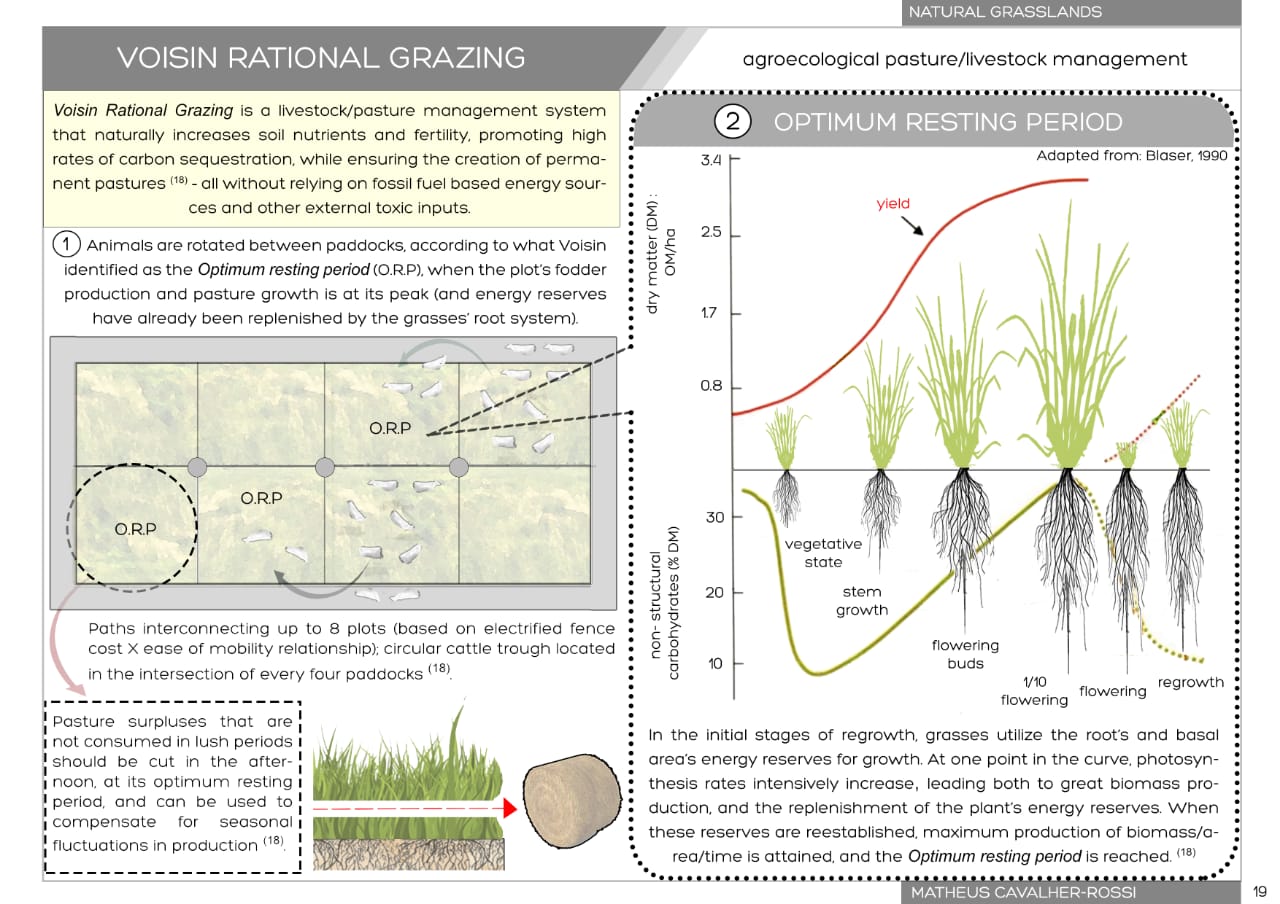 NATURAL GRASSLANDS
VOISIN RATIONAL GRAZING
agroecological pasture/livestock management
Voisin Rational Grazing is a livestock/pasture management system
that naturally increases soil nutrients and fertility, promoting high
rates of carbon sequestration, while ensuring the creation of perma-
nent pastures (18) - all without relying on fossil fuel based energy sour-
ces and other external toxic inputs.
1 Animals are rotated between paddocks, according to what Voisin
identified as the Optimum resting period (O.R.P), when the plot's fodder
production and pasture growth is at its peak (and energy reserves
have already been replenished by the grasses' root system).
O.R.P
O.R.P
O.R.P
Paths interconnecting up to 8 plots (based on electrified fence
cost X ease of mobility relationship); circular cattle trough located
in the intersection of every four paddocks (18).
Pasture surpluses that are
not consumed in lush periods
should be cut in the after-
noon, at its optimum resting
period, and can be used to
compensate for seasonal
fluctuations in production (18).
2 OPTIMUM RESTING PERIOD
Adapted from: Blaser, 1990
dry matter (DM) :
OM/ha
3.4
2.5
1.7
0.8
yield
non- structural
carbohydrates (% DM)
30
20
10
vegetative
state
stem
growth
flowering
buds
1/10
flowering
flowering
regrowth
In the initial stages of regrowth, grasses utilize the root's and basal
area's energy reserves for growth. At one point in the curve, photosyn-
thesis rates intensively increase, leading both to great biomass pro-
duction, and the replenishment of the plant's energy reserves. When
these reserves are reestablished, maximum production of biomass/a-
rea/time is attained, and the Optimum resting period is reached. (18)
MATHEUS CAVALHER-ROSSI
19